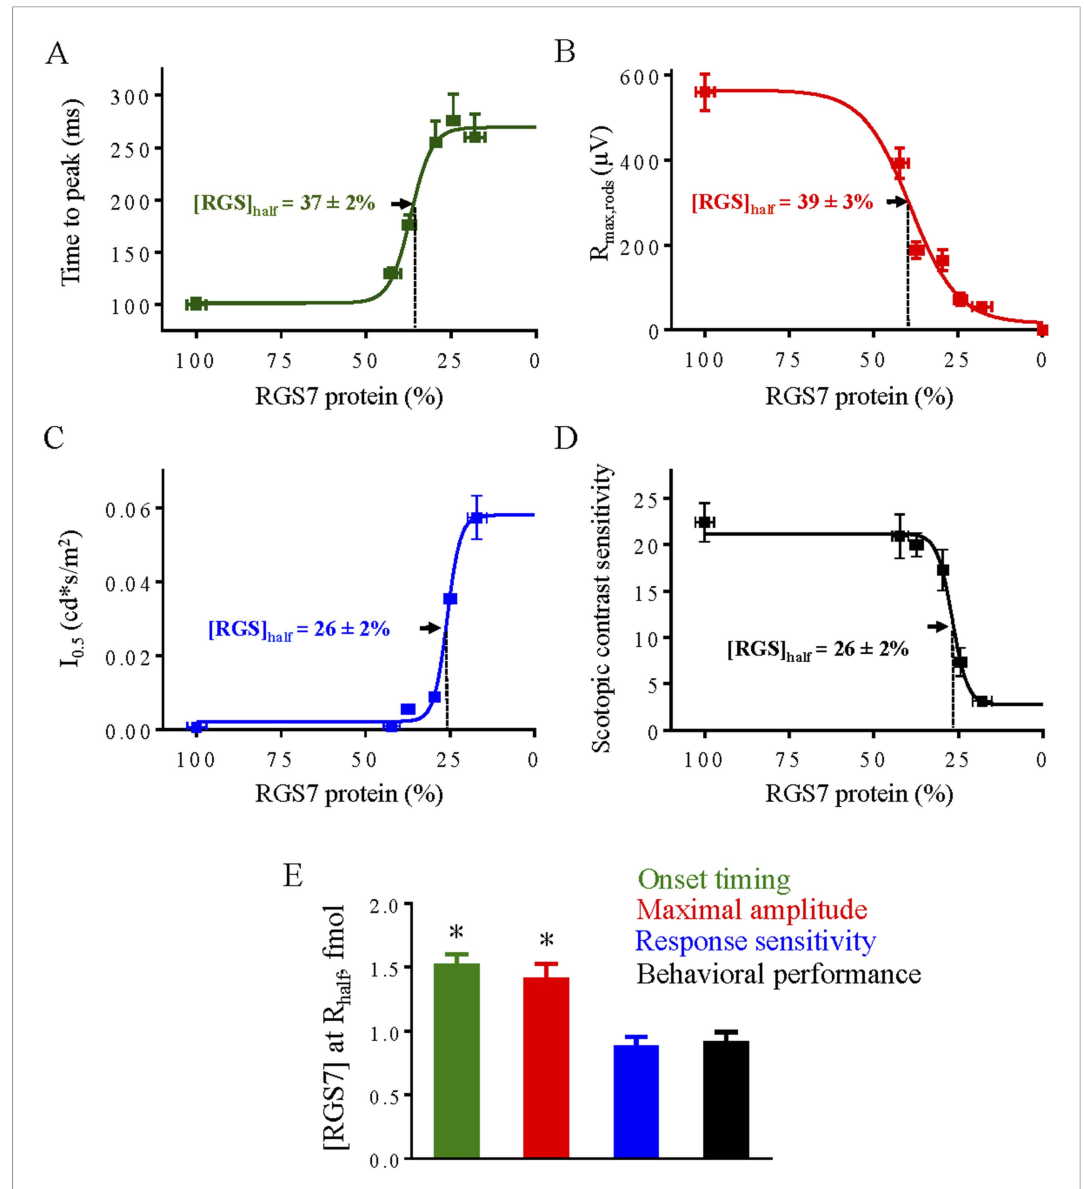 A
Time to peak (ms)
300
250
200
150
100
[RGS]half = 37 ± 2%
100 75 50 25 0
RGS7 protein (%)
B
Rmax,rods (µV)
600
400
200
0
[RGS]half = 39 ± 3%
100 75 50 25 0
RGS7 protein (%)
C
I0.5 (cd*s/m²)
0.06
0.04
0.02
0.00
[RGS]half = 26 ± 2%
100 75 50 25 0
RGS7 protein (%)
D
Scotopic contrast sensitivity
25
20
15
10
5
0
[RGS]half = 26 ± 2%
100 75 50 25 0
RGS7 protein (%)
E
[RGS7] at Rhalf, fmol
2.0
1.5
1.0
0.5
0.0
* *
Onset timing
Maximal amplitude
Response sensitivity
Behavioral performance